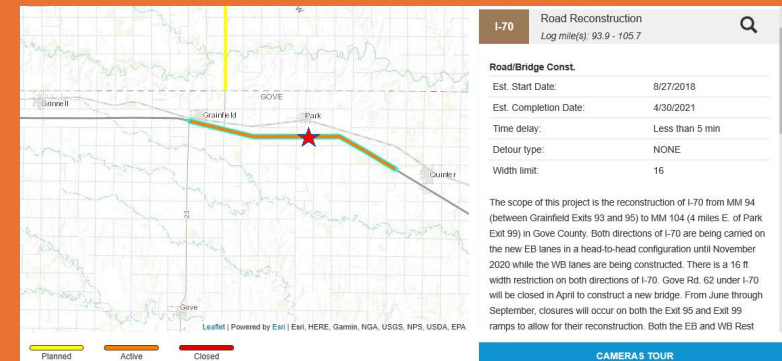 GOVE
Grinnell
Grainfield
Park
Quinter
23
Gove
Leaflet | Powered by Esri | Esri, HERE, Garmin, NGA, USGS, NPS, USDA, EPA
Planned
Active
Closed
I-70
Road Reconstruction
Log mile(s): 93.9 - 105.7
Road/Bridge Const.
Est. Start Date: 8/27/2018
Est. Completion Date: 4/30/2021
Time delay: Less than 5 min
Detour type: NONE
Width limit: 16
The scope of this project is the reconstruction of I-70 from MM 94
(between Grainfield Exits 93 and 95) to MM 104 (4 miles E. of Park
Exit 99) in Gove County. Both directions of I-70 are being carried on
the new EB lanes in a head-to-head configuration until November
2020 while the WB lanes are being constructed. There is a 16 ft
width restriction on both directions of I-70. Gove Rd. 62 under I-70
will be closed in April to construct a new bridge. From June through
September, closures will occur on both the Exit 95 and Exit 99
ramps to allow for their reconstruction. Both the EB and WB Rest
CAMERAS TOUR